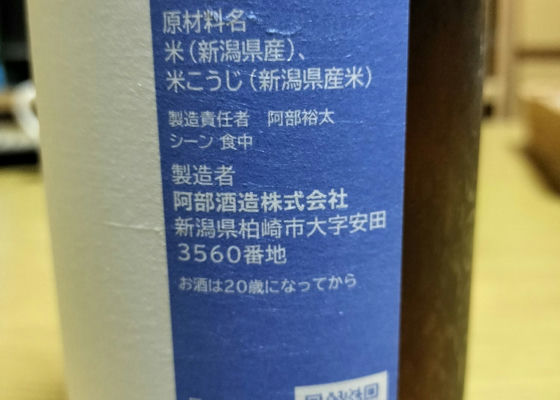 原材料名
米(新潟県産)、
米こうじ(新潟県産米)
製造責任者 阿部裕太
シーン 食中
製造者
阿部酒造株式会社
新潟県柏崎市大字安田
3560番地
お酒は20歳になってから